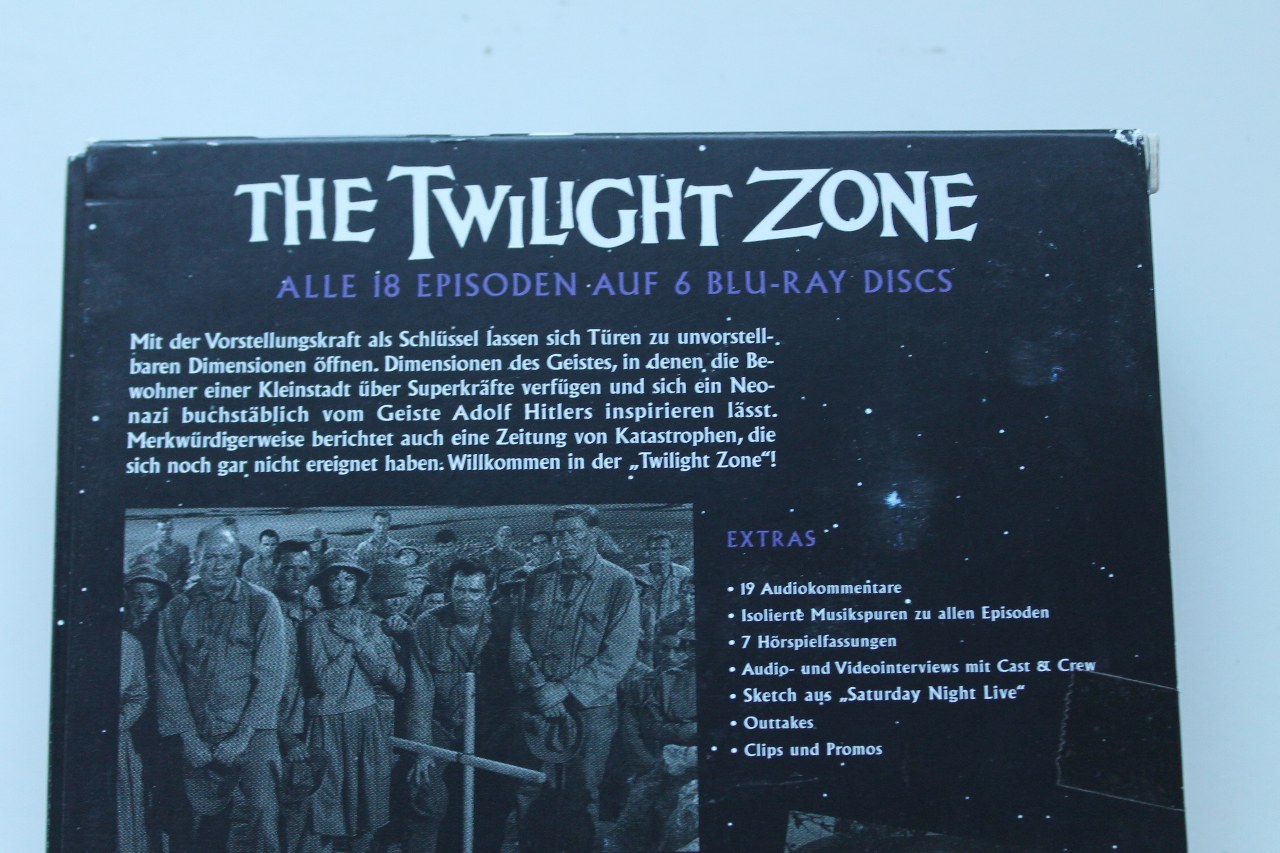 THE TWILIGHT ZONE
ALLE 18 EPISODEN AUF 6 BLU-RAY DISCS
Mit der Vorstellungskraft als Schlüssel lassen sich Türen zu unvorstell-
baren Dimensionen öffnen. Dimensionen des Geistes, in denen die Be-
wohner einer Kleinstadt über Superkräfte verfügen und sich ein Neo-
nazi buchstäblich vom Geiste Adolf Hitlers inspirieren lässt.
Merkwürdigerweise berichtet auch eine Zeitung von Katastrophen, die
sich noch gar nicht ereignet haben. Willkommen in der „Twilight Zone“!
EXTRAS
• 19 Audiokommentare
• Isolierte Musikspuren zu allen Episoden
• 7 Hörspielfassungen
• Audio- und Videointerviews mit Cast & Crew
• Sketch aus „Saturday Night Live“
• Outtakes
• Clips und Promos